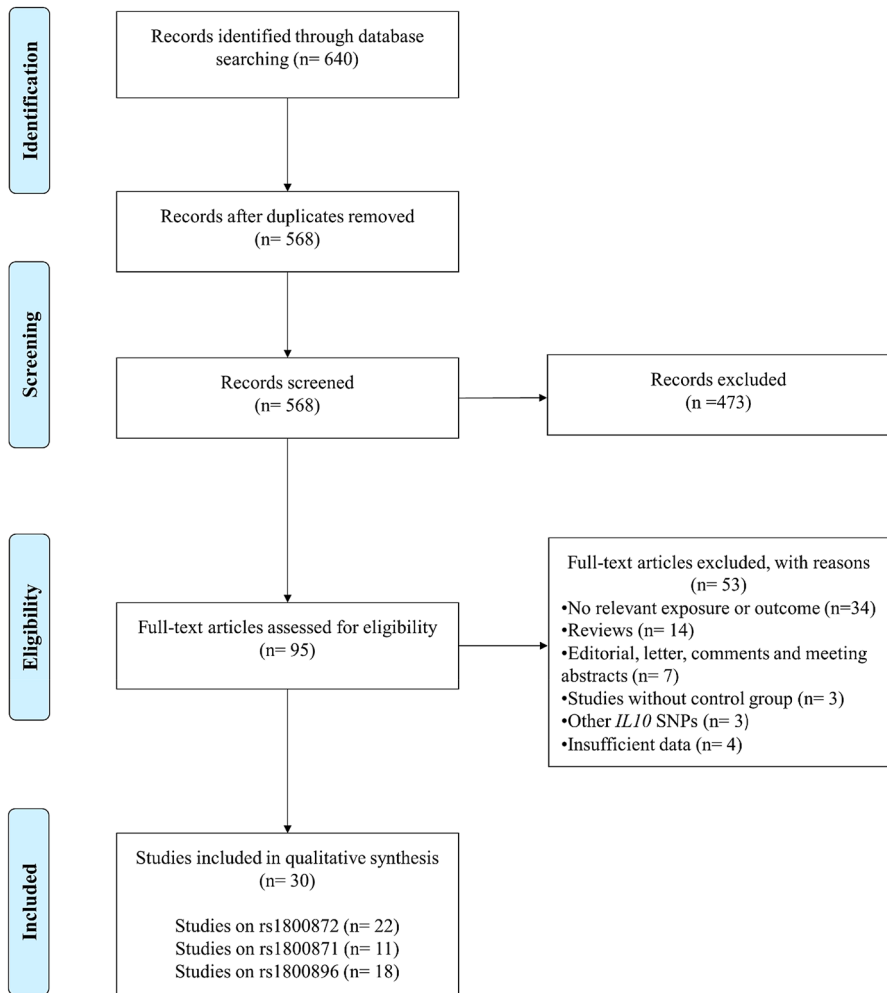 Identification
Records identified through database
searching (n= 640)
Records after duplicates removed
(n= 568)
Screening
Records screened
(n= 568)
Records excluded
(n =473)
Eligibility
Full-text articles assessed for eligibility
(n= 95)
Full-text articles excluded, with reasons
(n= 53)
•No relevant exposure or outcome (n=34)
•Reviews (n= 14)
•Editorial, letter, comments and meeting
abstracts (n= 7)
•Studies without control group (n= 3)
•Other IL10 SNPs (n= 3)
•Insufficient data (n= 4)
Included
Studies included in qualitative synthesis
(n= 30)
Studies on rs1800872 (n= 22)
Studies on rs1800871 (n= 11)
Studies on rs1800896 (n= 18)